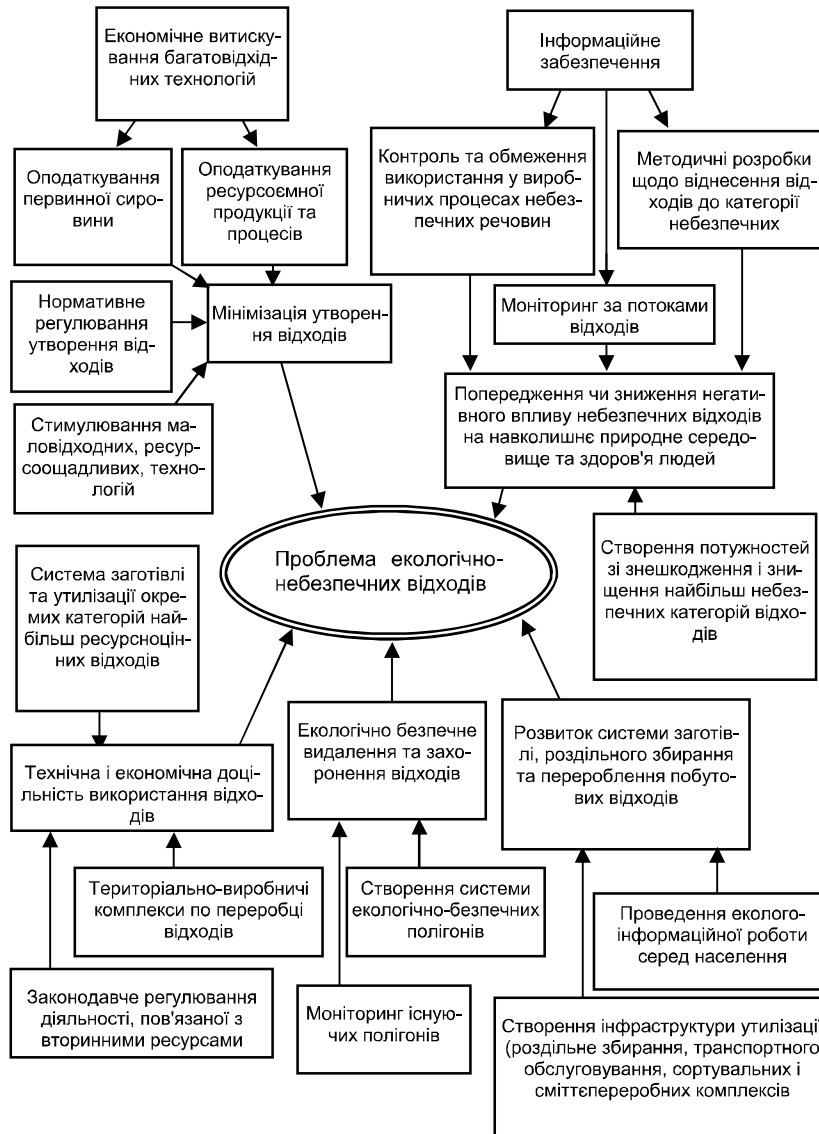 Економічне витиску-
вання багатовідхід-
них технологій
Інформаційне
забезпечення
Оподаткування
первинної сиро-
вини
Оподаткування
ресурсоємної
продукції та
процесів
Контроль та обмеження
використання у вироб-
ничих процесах небез-
печних речовин
Методичні розробки
щодо віднесення від-
ходів до категорії
небезпечних
Нормативне
регулювання
утворення від-
ходів
Мінімізація утворен-
ня відходів
Моніторинг за потоками
відходів
Стимулювання ма-
ловідходних, ресур-
соощадливих, техно-
логій
Попередження чи зниження негати-
вного впливу небезпечних відходів
на навколишнє природне середо-
вище та здоров'я людей
Проблема екологічно-
небезпечних відходів
Система заготівлі
та утилізації окре-
мих категорій най-
більш ресурсноцін-
них відходів
Створення потужностей
зі знешкодження і зни-
щення найбільш небез-
печних категорій відхо-
дів
Екологічно безпечне
видалення та захо-
ронення відходів
Розвиток системи заготів-
лі, роздільного збирання
та перероблення побуто-
вих відходів
Технічна і економічна доці-
льність використання відхо-
дів
Територіально-виробничі
комплекси по переробці
відходів
Створення системи
екологічно-безпечних
полігонів
Проведення еколого-
інформаційної роботи
серед населення
Законодавче регулювання
діяльності, пов'язаної з
вторинними ресурсами
Моніторинг існую-
чих полігонів
Створення інфраструктури утилізації
(роздільне збирання, транспортного
обслуговування, сортувальних і
сміттєпереробних комплексів